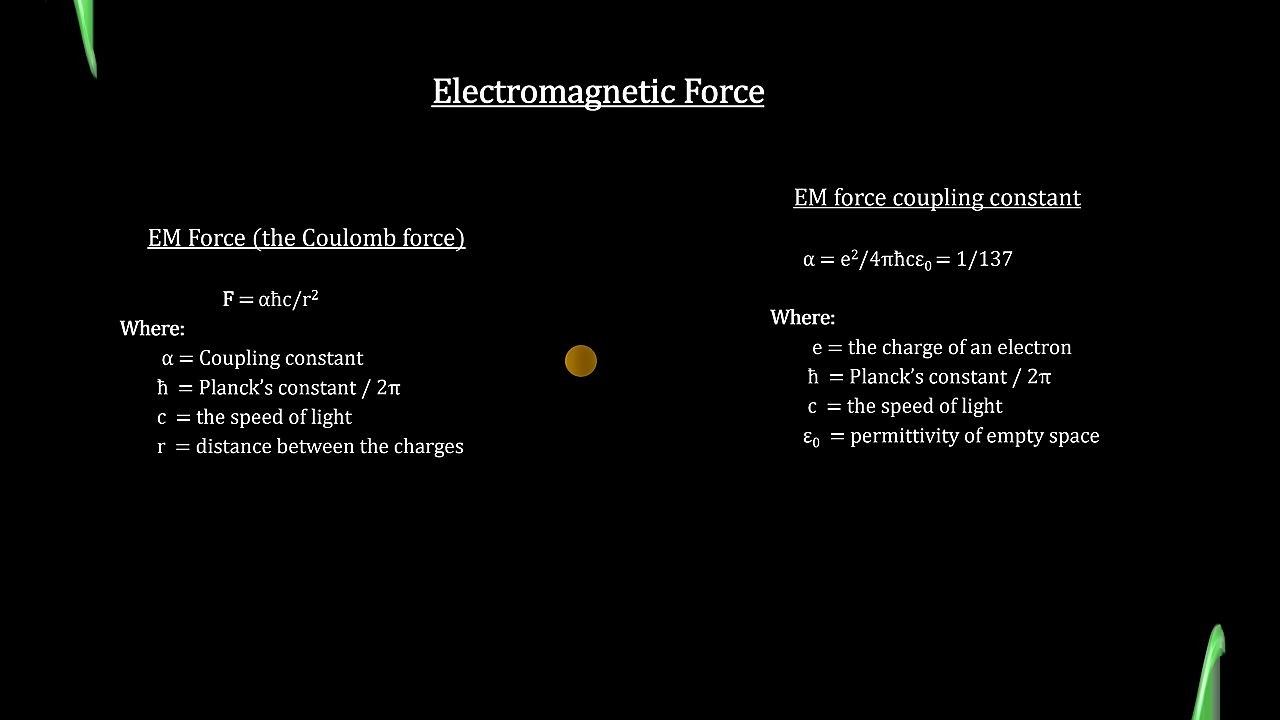 Electromagnetic Force
EM Force (the Coulomb force)
F = αħc/r²
Where:
α = Coupling constant
ħ = Planck’s constant / 2π
c = the speed of light
r = distance between the charges
EM force coupling constant
α = e²/4πħcε₀ = 1/137
Where:
e = the charge of an electron
ħ = Planck’s constant / 2π
c = the speed of light
ε₀ = permittivity of empty space